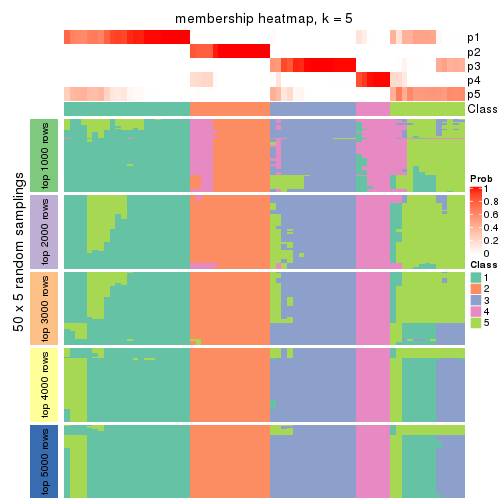 membership heatmap, k = 5
p1
p2
p3
p4
p5
Class
50 x 5 random samplings
top 1000 rows
top 2000 rows
top 3000 rows
top 4000 rows
top 5000 rows
Prob
1
0.8
0.6
0.4
0.2
0
Class
1
2
3
4
5